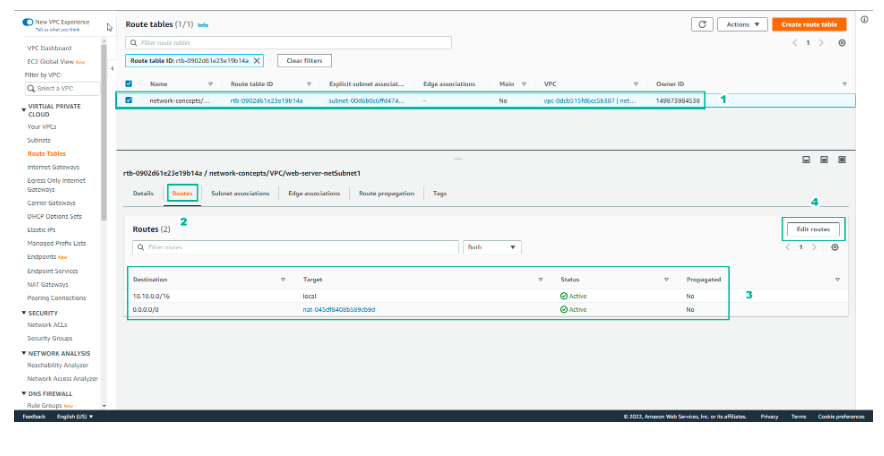 New VPC Experience
Tell us what you think
VPC Dashboard
EC2 Global View New
Filter by VPC:
Select a VPC
VIRTUAL PRIVATE CLOUD
Your VPCs
Subnets
Route Tables
Internet Gateways
Egress Only Internet Gateways
Carrier Gateways
DHCP Options Sets
Elastic IPs
Managed Prefix Lists
Endpoints New
Endpoint Services
NAT Gateways
Peering Connections
SECURITY
Network ACLs
Security Groups
NETWORK ANALYSIS
Reachability Analyzer
Network Access Analyzer
DNS FIREWALL
Rule Groups New
Route tables (1/1) Info
Actions
Create route table
Filter route tables
1
Route table ID: rtb-0902d61e23e19b14a
Clear filters
Name Route table ID Explicit subnet associat... Edge associations Main VPC Owner ID
network-concepts/... rtb-0902d61e23e19b14a subnet-00d6b0c6ffd474... – No vpc-0dcb515fd6cc5b387 | net... 149873984538
1
rtb-0902d61e23e19b14a / network-concepts/VPC/web-server-netSubnet1
Details Routes Subnet associations Edge associations Route propagation Tags
2
4
Routes (2)
Edit routes
Filter routes
Both
1
Destination Target Status Propagated
10.10.0.0/16 local Active No
0.0.0.0/0 nat-045df8408b589cb9d Active No
3
Feedback English (US) © 2022, Amazon Web Services, Inc. or its affiliates. Privacy Terms Cookie preferences